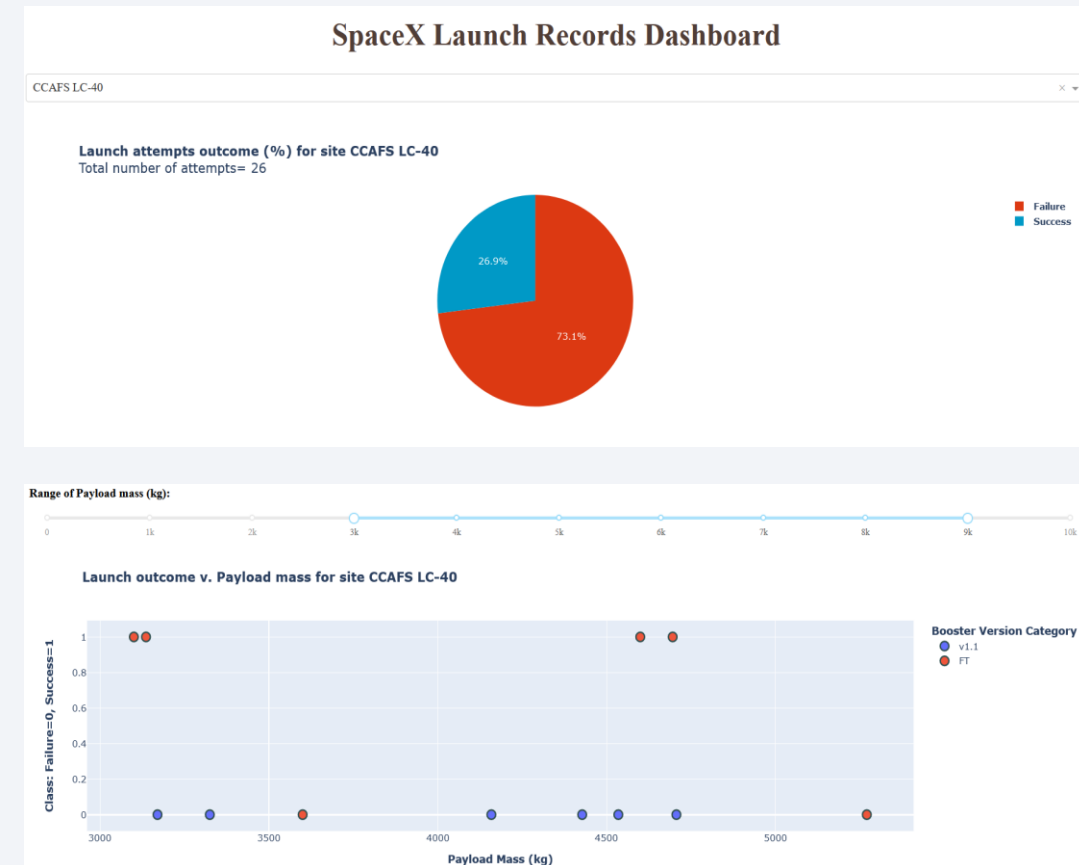 SpaceX Launch Records Dashboard
CCAFS LC-40
× 
Launch attempts outcome (%) for site CCAFS LC-40
Total number of attempts= 26
Failure
Success
26.9%
73.1%
Range of Payload mass (kg):
0 1k 2k 3k 4k 5k 6k 7k 8k 9k 10k
Launch outcome v. Payload mass for site CCAFS LC-40
Booster Version Category
v1.1
FT
Class: Failure=0, Success=1
1
0.8
0.6
0.4
0.2
0
3000 3500 4000 4500 5000
Payload Mass (kg)